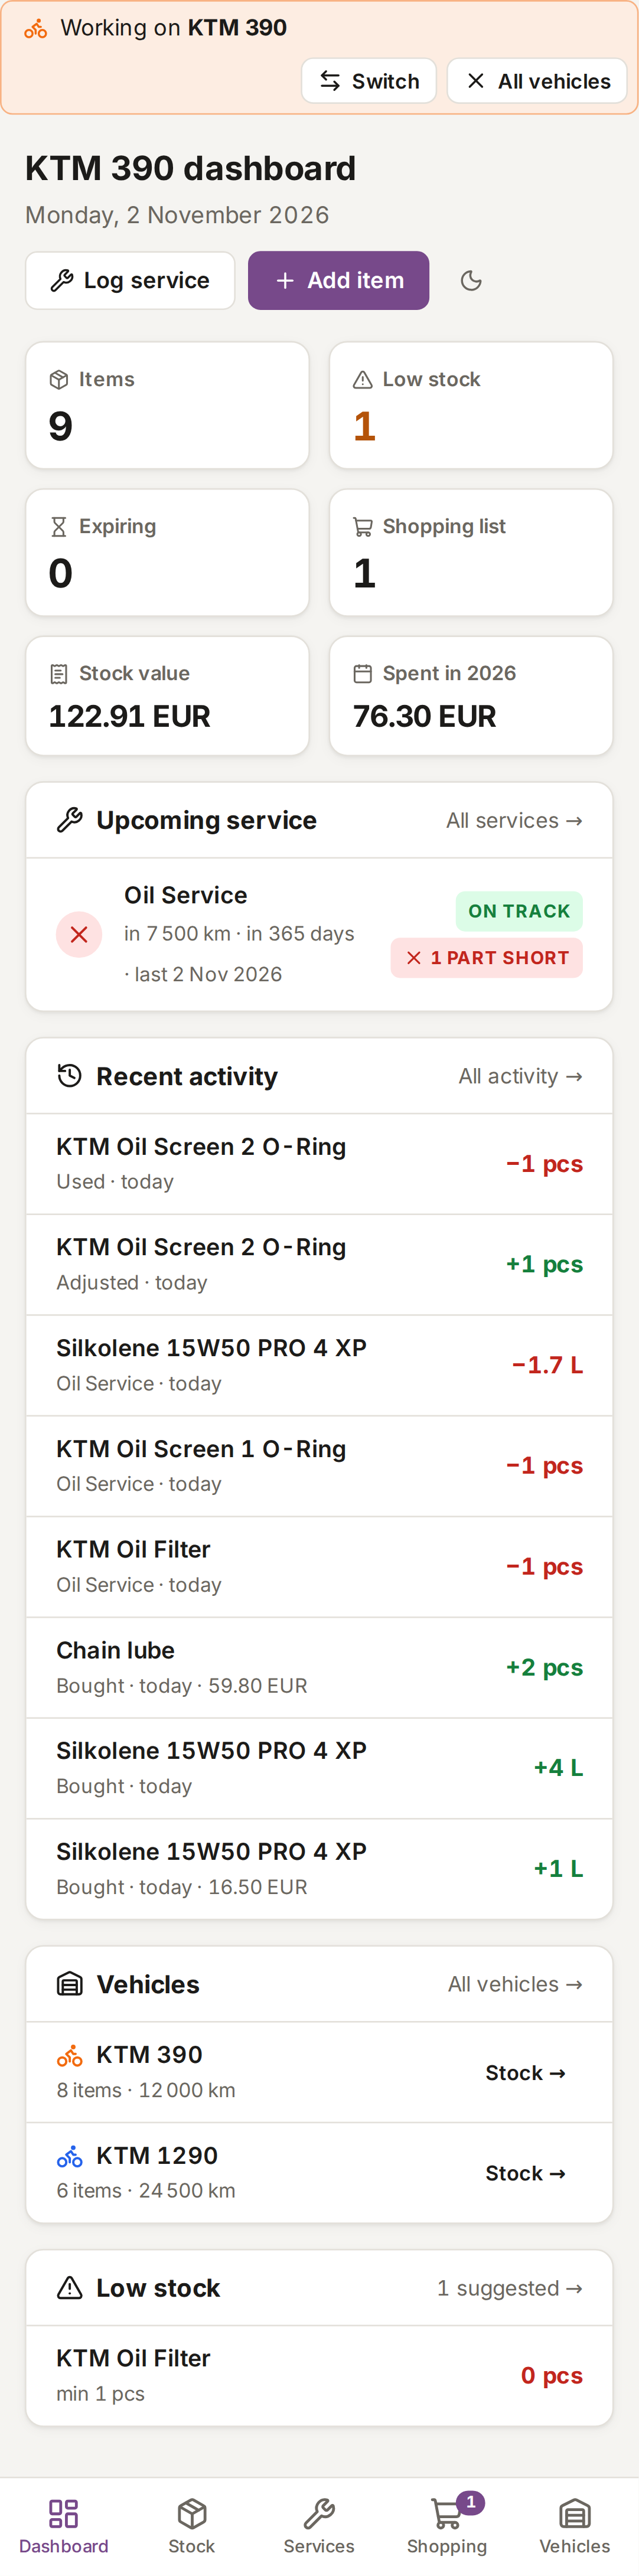 Working on KTM 390
Switch
All vehicles
KTM 390 dashboard
Monday, 2 November 2026
Log service
+ Add item
Items
9
Low stock
1
Expiring
0
Shopping list
1
Stock value
122.91 EUR
Spent in 2026
76.30 EUR
Upcoming service
All services →
Oil Service
in 7 500 km · in 365 days
· last 2 Nov 2026
ON TRACK
1 PART SHORT
Recent activity
All activity →
KTM Oil Screen 2 O-Ring
Used · today
−1 pcs
KTM Oil Screen 2 O-Ring
Adjusted · today
+1 pcs
Silkolene 15W50 PRO 4 XP
Oil Service · today
−1.7 L
KTM Oil Screen 1 O-Ring
Oil Service · today
−1 pcs
KTM Oil Filter
Oil Service · today
−1 pcs
Chain lube
Bought · today · 59.80 EUR
+2 pcs
Silkolene 15W50 PRO 4 XP
Bought · today
+4 L
Silkolene 15W50 PRO 4 XP
Bought · today · 16.50 EUR
+1 L
Vehicles
All vehicles →
KTM 390
8 items · 12 000 km
Stock →
KTM 1290
6 items · 24 500 km
Stock →
Low stock
1 suggested →
KTM Oil Filter
min 1 pcs
0 pcs
Dashboard
Stock
Services
1
Shopping
Vehicles